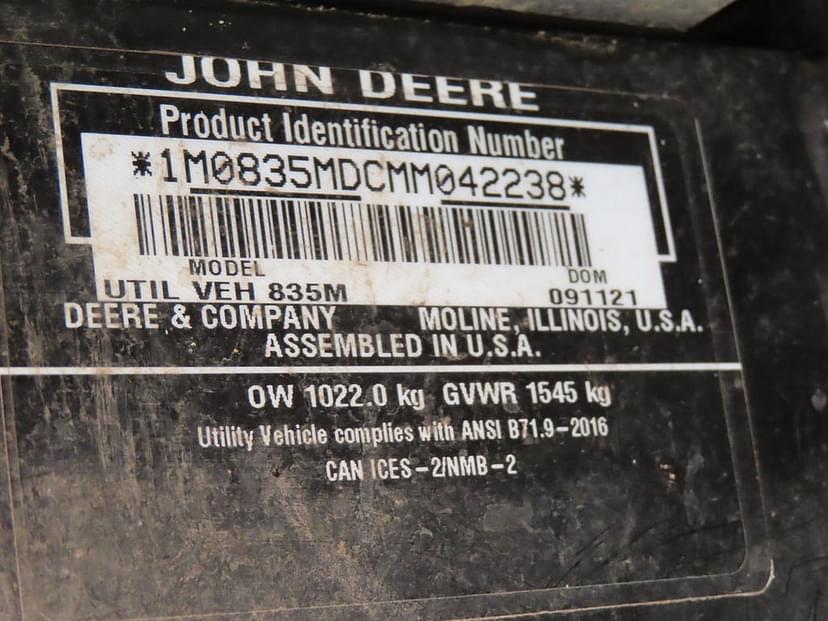 JOHN DEERE
Product Identification Number
*1M0835MDCMM042238*
MODEL DOM
UTIL VEH 835M 091121
DEERE & COMPANY MOLINE, ILLINOIS, U.S.A.
ASSEMBLED IN U.S.A.
OW 1022.0 kg GVWR 1545 kg
Utility Vehicle complies with ANSI B71.9-2016
CAN ICES-2/NMB-2